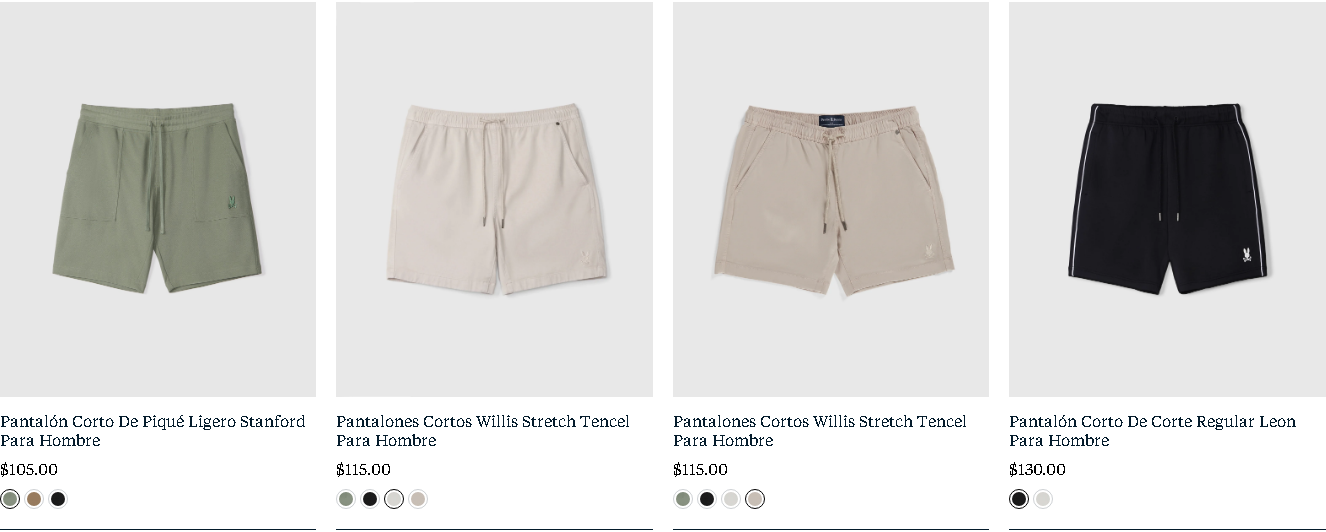 Pantalón Corto De Piqué Ligero Stanford
Para Hombre
$105.00
Pantalones Cortos Willis Stretch Tencel
Para Hombre
$115.00
Pantalones Cortos Willis Stretch Tencel
Para Hombre
$115.00
Pantalón Corto De Corte Regular Leon
Para Hombre
$130.00